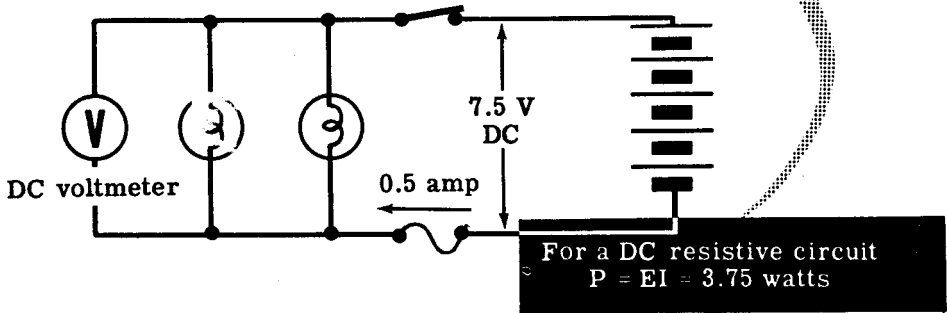 7.5 V
DC
V
DC voltmeter
0.5 amp
For a DC resistive circuit
P = EI = 3.75 watts